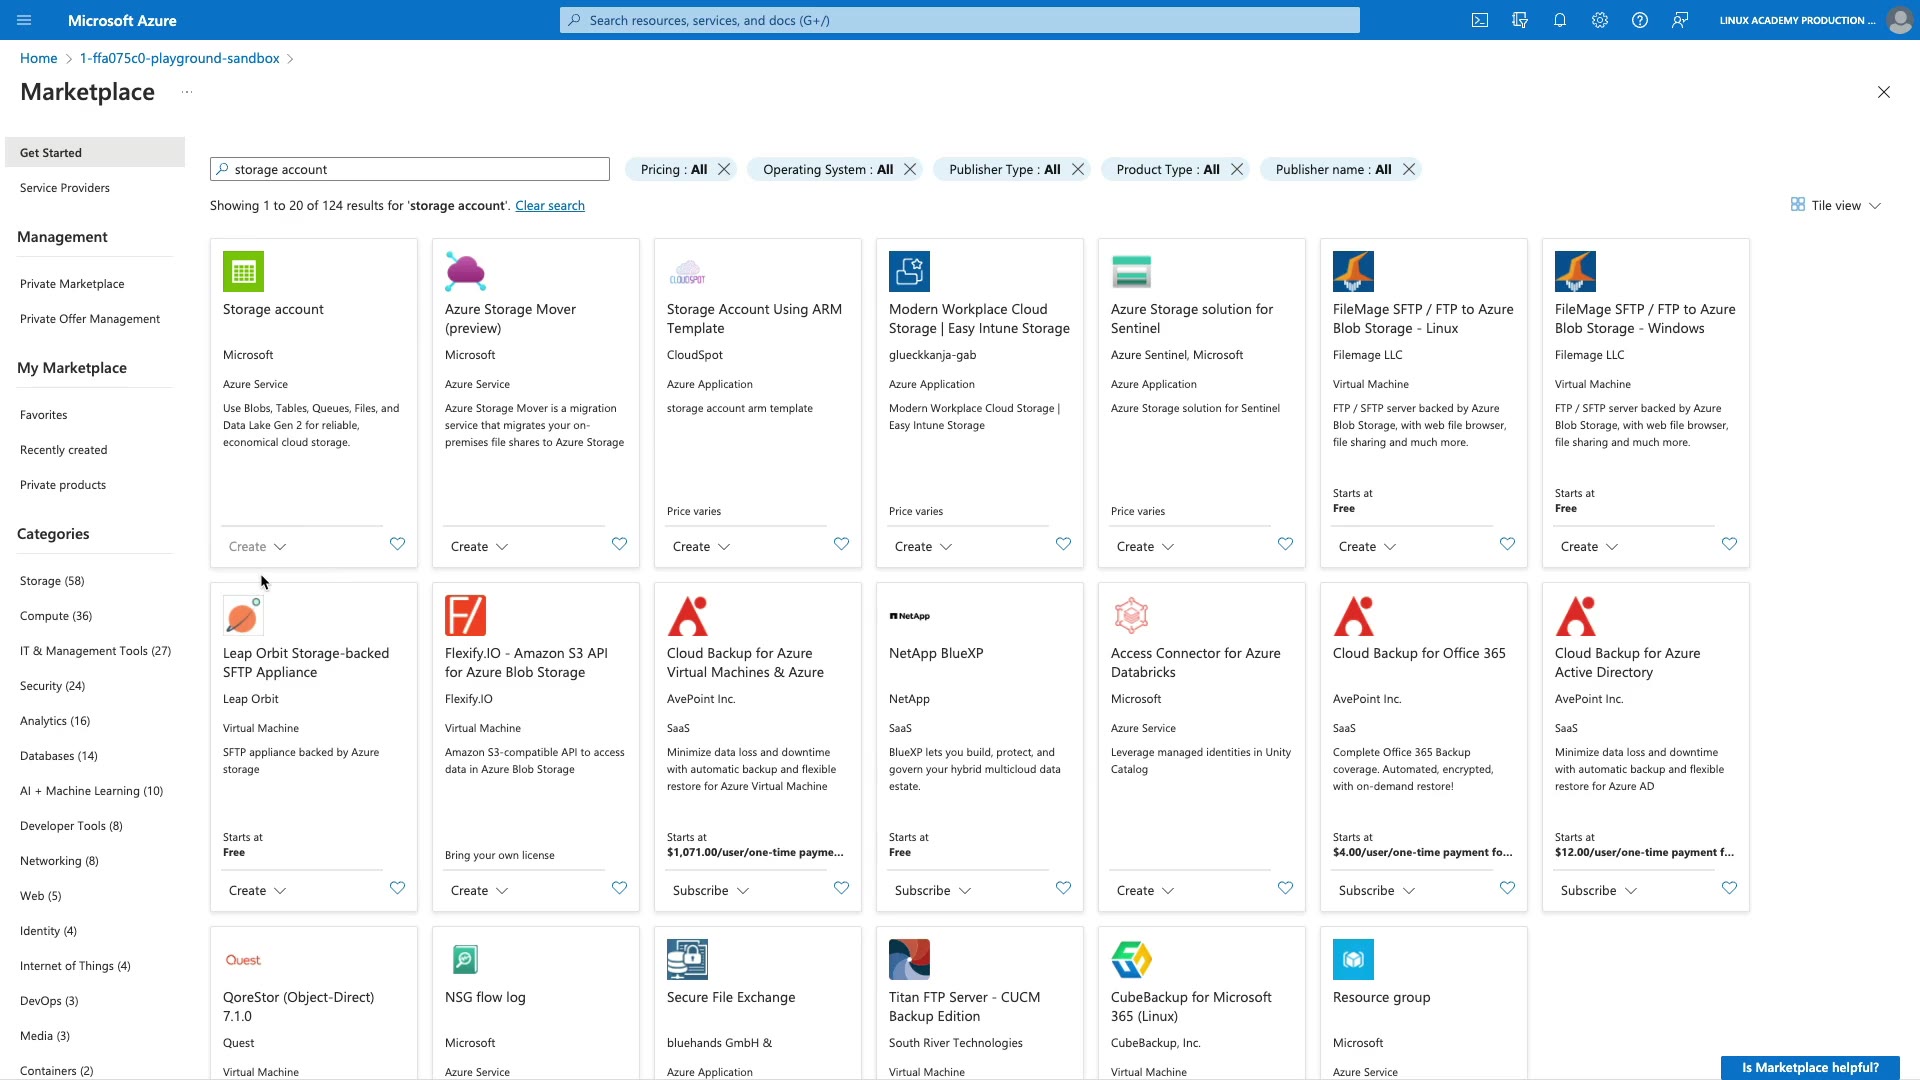 Microsoft Azure
Search resources, services, and docs (G+/)
LINUX ACADEMY PRODUCTION ...
Home
1-ffa075c0-playground-sandbox
Marketplace
...
Get Started
Service Providers
Management
Private Marketplace
Private Offer Management
My Marketplace
Favorites
Recently created
Private products
Categories
Storage (58)
Compute (36)
IT & Management Tools (27)
Security (24)
Analytics (16)
Databases (14)
AI + Machine Learning (10)
Developer Tools (8)
Networking (8)
Web (5)
Identity (4)
Internet of Things (4)
DevOps (3)
Media (3)
Containers (2)
storage account
Pricing : All
Operating System : All
Publisher Type : All
Product Type : All
Publisher name : All
Showing 1 to 20 of 124 results for 'storage account'. Clear search
Tile view
Storage account
Microsoft
Azure Service
Use Blobs, Tables, Queues, Files, and
Data Lake Gen 2 for reliable,
economical cloud storage.
Create
Azure Storage Mover
(preview)
Microsoft
Azure Service
Azure Storage Mover is a migration
service that migrates your on-
premises file shares to Azure Storage
Create
CLOUDSPOT
Storage Account Using ARM
Template
CloudSpot
Azure Application
storage account arm template
Price varies
Create
Modern Workplace Cloud
Storage | Easy Intune Storage
glueckkanja-gab
Azure Application
Modern Workplace Cloud Storage |
Easy Intune Storage
Price varies
Create
Azure Storage solution for
Sentinel
Azure Sentinel, Microsoft
Azure Application
Azure Storage solution for Sentinel
Price varies
Create
FileMage SFTP / FTP to Azure
Blob Storage - Linux
Filemage LLC
Virtual Machine
FTP / SFTP server backed by Azure
Blob Storage, with web file browser,
file sharing and much more.
Starts at
Free
Create
FileMage SFTP / FTP to Azure
Blob Storage - Windows
Filemage LLC
Virtual Machine
FTP / SFTP server backed by Azure
Blob Storage, with web file browser,
file sharing and much more.
Starts at
Free
Create
Leap Orbit Storage-backed
SFTP Appliance
Leap Orbit
Virtual Machine
SFTP appliance backed by Azure
storage
Starts at
Free
Create
F/
Flexify.IO - Amazon S3 API
for Azure Blob Storage
Flexify.IO
Virtual Machine
Amazon S3-compatible API to access
data in Azure Blob Storage
Bring your own license
Create
Cloud Backup for Azure
Virtual Machines & Azure
AvePoint Inc.
SaaS
Minimize data loss and downtime
with automatic backup and flexible
restore for Azure Virtual Machine
Starts at
$1,071.00/user/one-time payme...
Subscribe
NetApp
NetApp BlueXP
NetApp
SaaS
BlueXP lets you build, protect, and
govern your hybrid multicloud data
estate.
Starts at
Free
Subscribe
Access Connector for Azure
Databricks
Microsoft
Azure Service
Leverage managed identities in Unity
Catalog
Create
Cloud Backup for Office 365
AvePoint Inc.
SaaS
Complete Office 365 Backup
coverage. Automated, encrypted,
with on-demand restore!
Starts at
$4.00/user/one-time payment fo...
Subscribe
Cloud Backup for Azure
Active Directory
AvePoint Inc.
SaaS
Minimize data loss and downtime
with automatic backup and flexible
restore for Azure AD
Starts at
$12.00/user/one-time payment f...
Subscribe
Quest
QoreStor (Object-Direct)
7.1.0
Quest
Virtual Machine
NSG flow log
Microsoft
Azure Service
Secure File Exchange
bluehands GmbH &
Azure Application
Titan FTP Server - CUCM
Backup Edition
South River Technologies
Virtual Machine
CubeBackup for Microsoft
365 (Linux)
CubeBackup, Inc.
Virtual Machine
Resource group
Microsoft
Azure Service
Is Marketplace helpful?